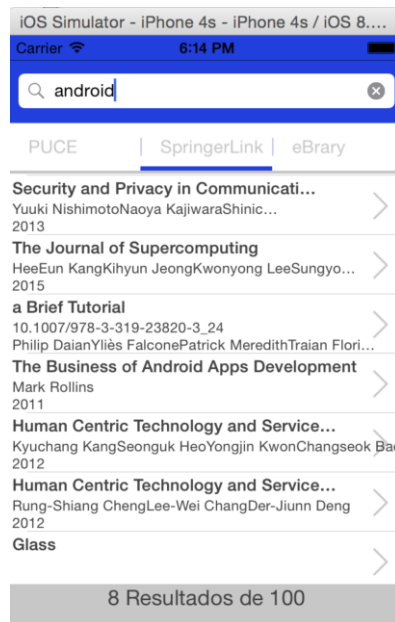 iOS Simulator - iPhone 4s - iPhone 4s / iOS 8....
Carrier 6:14 PM
android
PUCE SpringerLink eBrary
Security and Privacy in Communicati...
Yuuki NishimotoNaoya KajiwaraShinic...
2013
The Journal of Supercomputing
HeeEun KangKihyun JeongKwonyong LeeSungyo...
2015
a Brief Tutorial
10.1007/978-3-319-23820-3_24
Philip DaianYliès FalconePatrick MeredithTraian Flori...
The Business of Android Apps Development
Mark Rollins
2011
Human Centric Technology and Service...
Kyuchang KangSeonguk HeoYongjin KwonChangseok Bae
2012
Human Centric Technology and Service...
Rung-Shiang ChengLee-Wei ChangDer-Jiunn Deng
2012
Glass
8 Resultados de 100